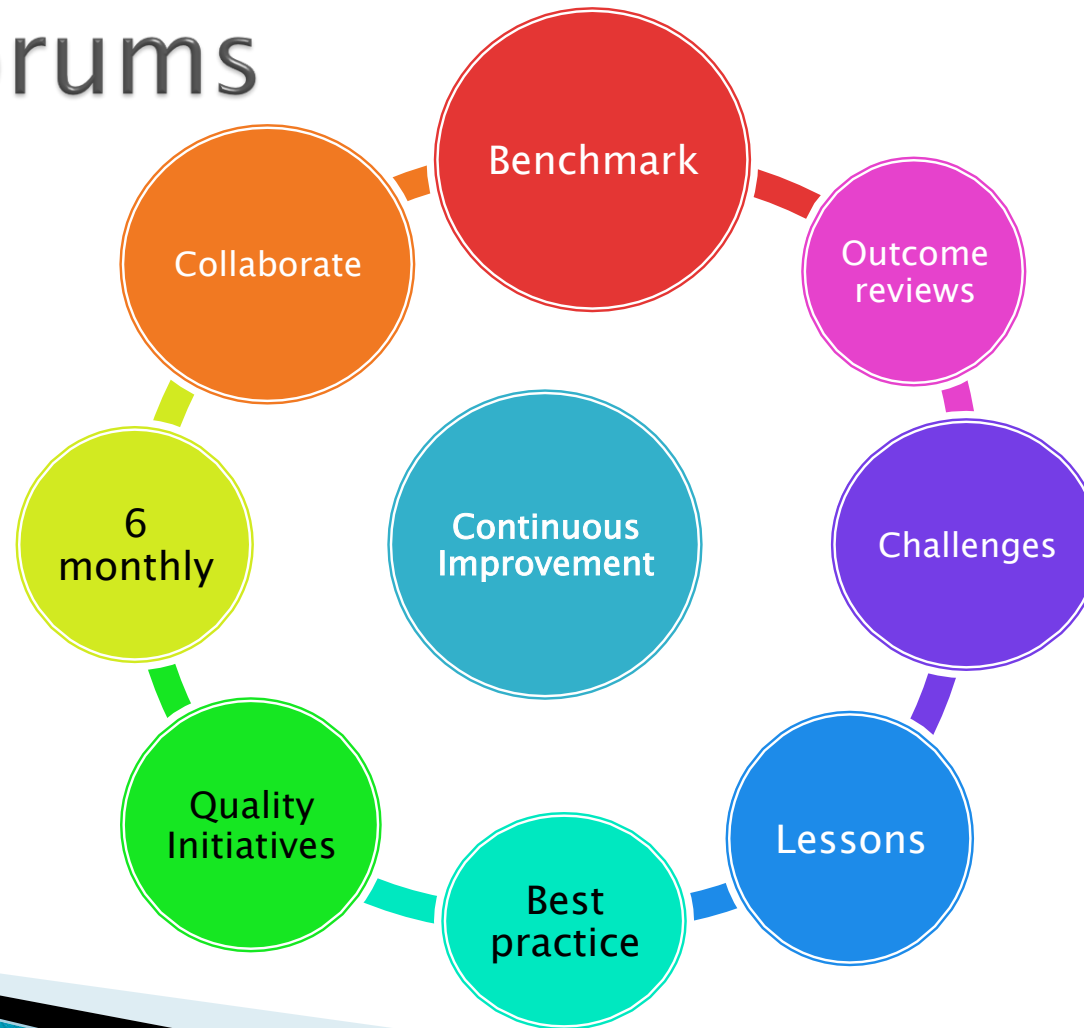 rums
Benchmark
Outcome
reviews
Challenges
Lessons
Best
practice
Quality
Initiatives
6
monthly
Collaborate
Continuous
Improvement